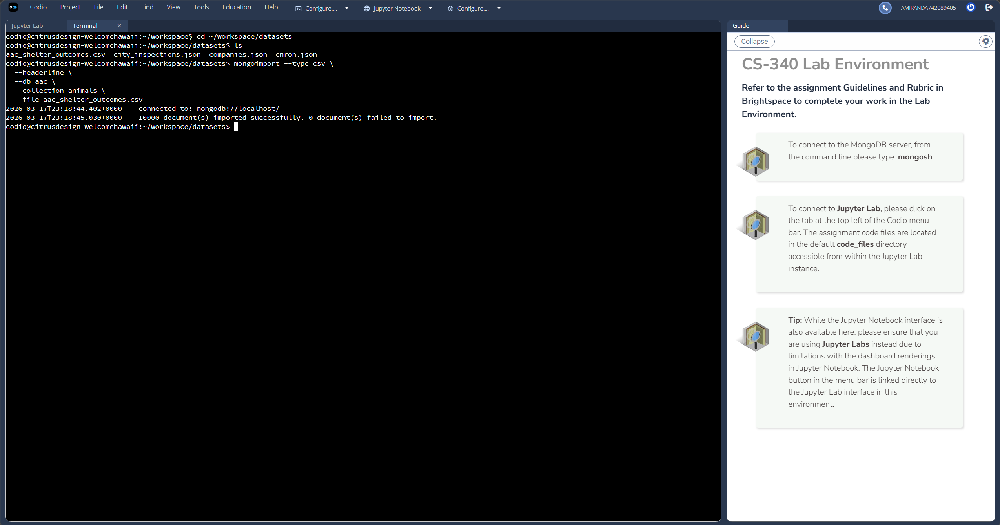 Codio Project File Edit Find View Tools Education Help Configure.... Jupyter Notebook Configure.... AMIRANDA742089405
Jupyter Lab Terminal ×
codio@citrusdesign-welcomehawaii:~/workspace$ cd ~/workspace/datasets
codio@citrusdesign-welcomehawaii:~/workspace/datasets$ ls
aac_shelter_outcomes.csv  city_inspections.json  companies.json  enron.json
codio@citrusdesign-welcomehawaii:~/workspace/datasets$ mongoimport --type csv \
  --headerline \
  --db aac \
  --collection animals \
  --file aac_shelter_outcomes.csv
2026-03-17T23:18:44.402+0000    connected to: mongodb://localhost/
2026-03-17T23:18:45.030+0000    10000 document(s) imported successfully. 0 document(s) failed to import.
codio@citrusdesign-welcomehawaii:~/workspace/datasets$
Guide
Collapse
CS-340 Lab Environment
Refer to the assignment Guidelines and Rubric in
Brightspace to complete your work in the Lab
Environment.
To connect to the MongoDB server, from
the command line please type: mongosh
To connect to Jupyter Lab, please click on
the tab at the top left of the Codio menu
bar. The assignment code files are located
in the default code_files directory
accessible from within the Jupyter Lab
instance.
Tip: While the Jupyter Notebook interface is
also available here, please ensure that you
are using Jupyter Labs instead due to
limitations with the dashboard renderings
in Jupyter Notebook. The Jupyter Notebook
button in the menu bar is linked directly to
the Jupyter Lab interface in this
environment.